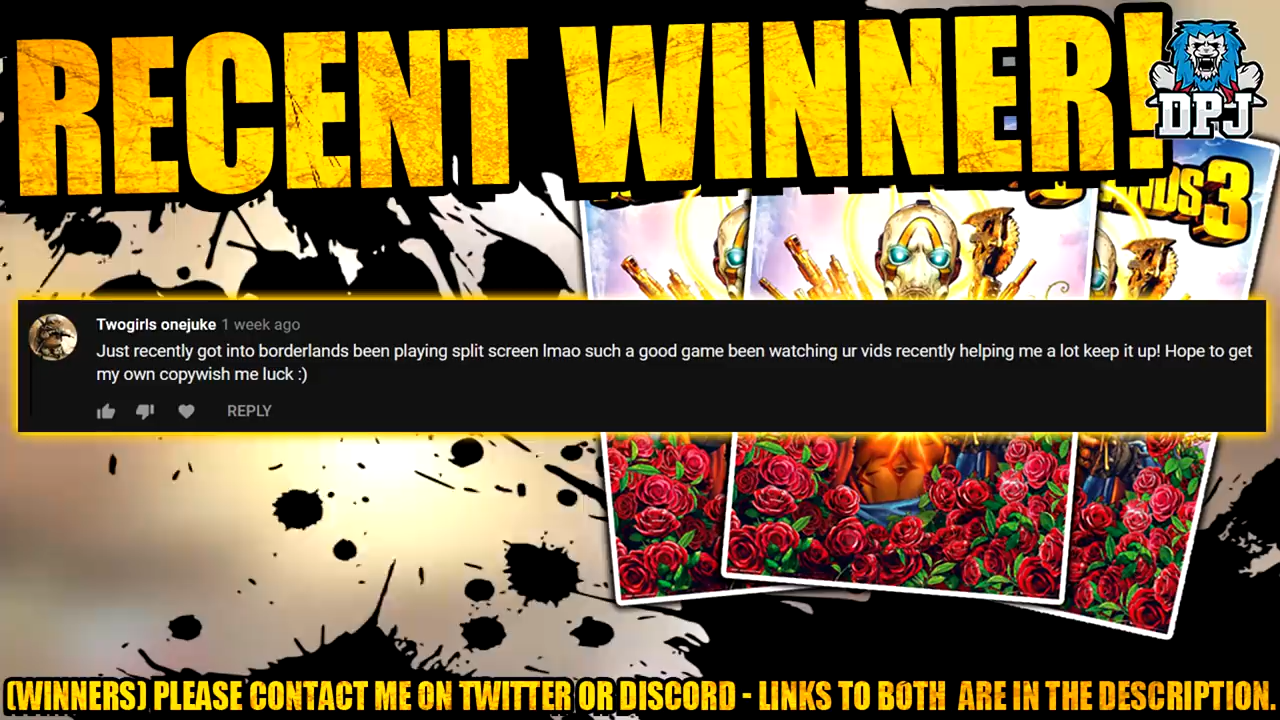 RECENT WINNER!
DPJ
NDS 3
Twogirls onejuke 1 week ago
Just recently got into borderlands been playing split screen lmao such a good game been watching ur vids recently helping me a lot keep it up! Hope to get
my own copywish me luck :)
REPLY
(WINNERS) PLEASE CONTACT ME ON TWITTER OR DISCORD - LINKS TO BOTH ARE IN THE DESCRIPTION.